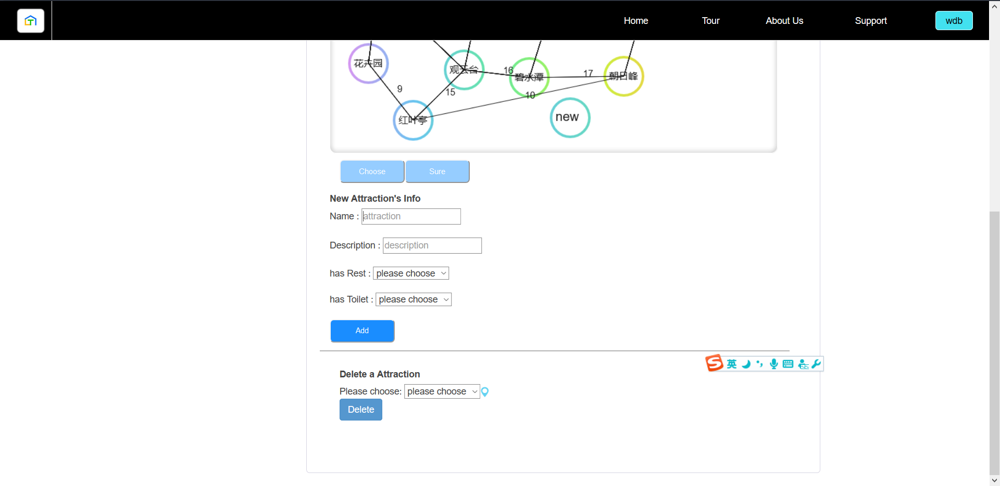 Home Tour About Us Support wdb
花卉园 观云台 16 碧水潭 17 朝日峰
9 15 10
红叶亭 new
Choose Sure
New Attraction's Info
Name : attraction
Description : description
has Rest : please choose
has Toilet : please choose
Add
英
Delete a Attraction
Please choose: please choose
Delete